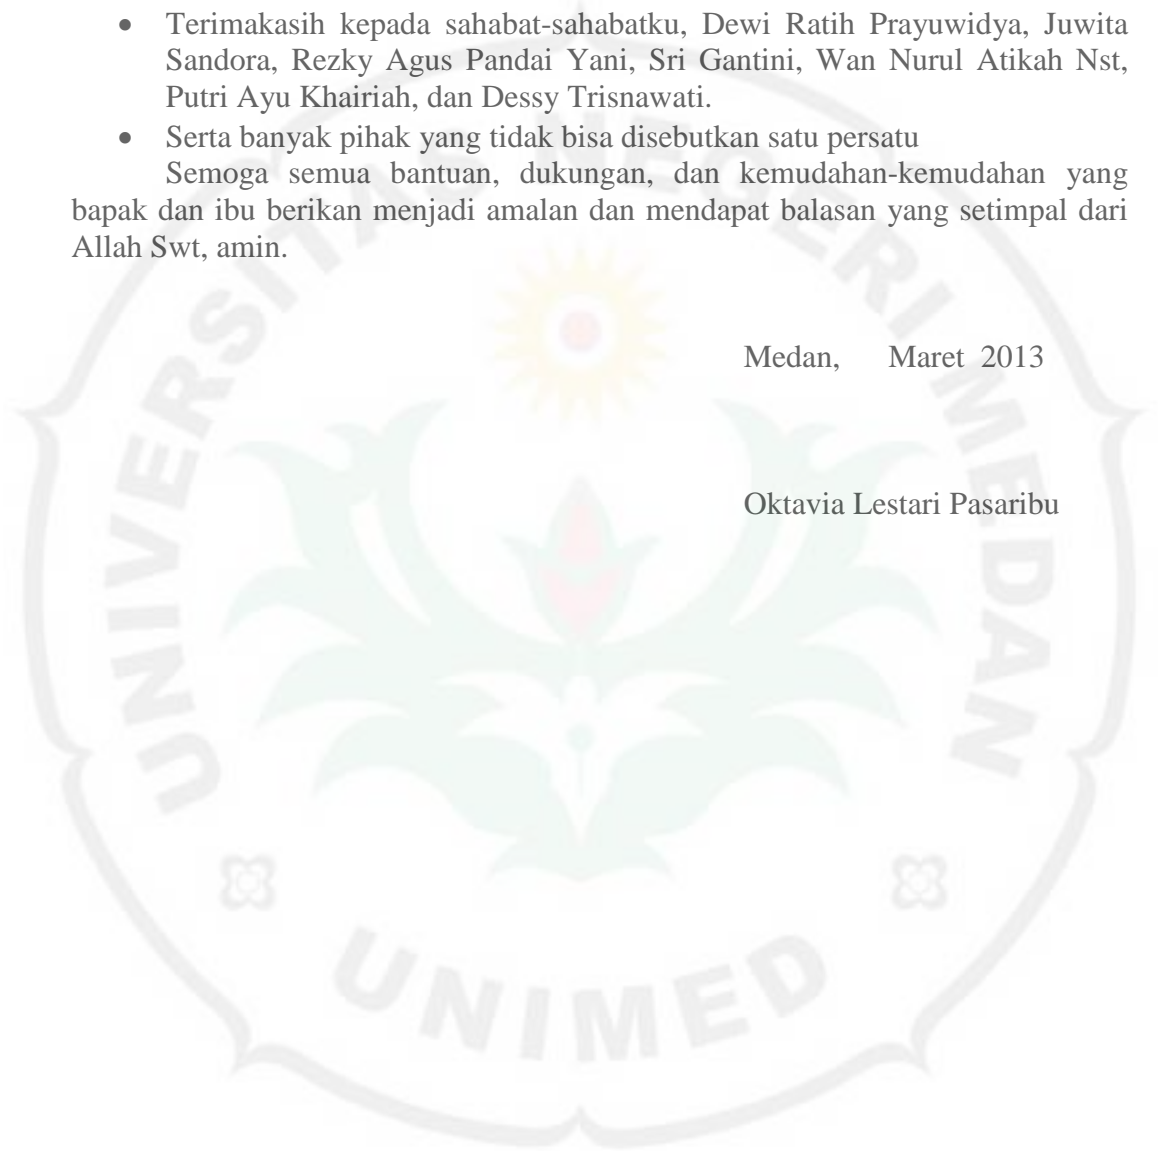 • Terimakasih kepada sahabat-sahabatku, Dewi Ratih Prayuwidya, Juwita
Sandora, Rezky Agus Pandai Yani, Sri Gantini, Wan Nurul Atikah Nst,
Putri Ayu Khairiah, dan Dessy Trisnawati.
• Serta banyak pihak yang tidak bisa disebutkan satu persatu
Semoga semua bantuan, dukungan, dan kemudahan-kemudahan yang
bapak dan ibu berikan menjadi amalan dan mendapat balasan yang setimpal dari
Allah Swt, amin.
Medan, Maret 2013
Oktavia Lestari Pasaribu
UNIVERSITAS NEGERI MEDAN
UNIMED